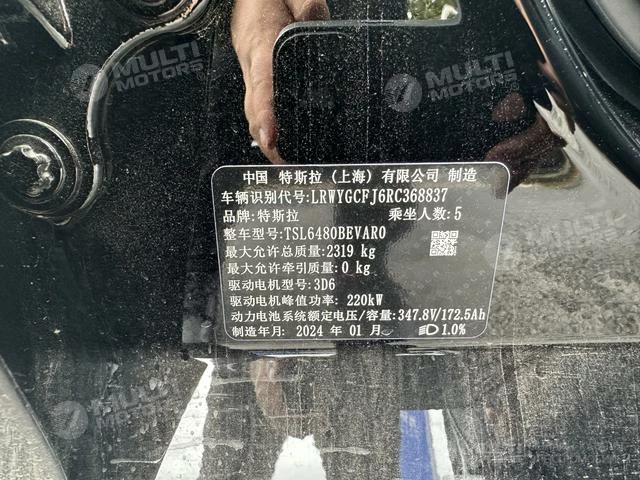 MULTI
MOTORS
MULTI
MOTORS
中国 特斯拉（上海）有限公司 制造
车辆识别代号:LRWYGCFJ6RC368837
品牌:特斯拉 乘坐人数:5
整车型号:TSL6480BEVAR0
最大允许总质量:2319 kg
最大允许牵引质量:0 kg
驱动电机型号:3D6
驱动电机峰值功率: 220kW
动力电池系统额定电压/容量:347.8V/172.5Ah
制造年月: 2024 年 01 月 1.0%
MULTI
MOTORS
MULTI
MOTORS